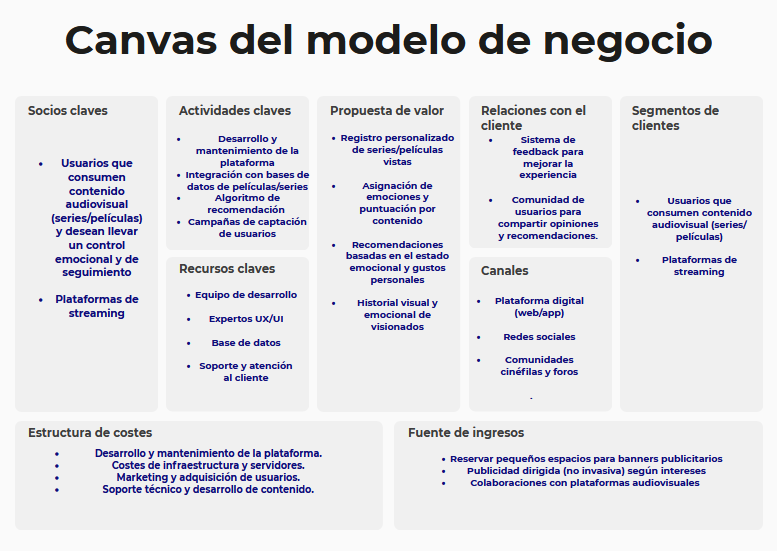 Canvas del modelo de negocio
Socios claves
• Usuarios que
consumen
contenido
audiovisual
(series/películas)
y desean llevar
un control
emocional y de
seguimiento
• Plataformas de
streaming
Actividades claves
• Desarrollo y
mantenimiento de la
plataforma
• Integración con bases de
datos de películas/series
• Algoritmo de
recomendación
• Campañas de captación
de usuarios
Recursos claves
• Equipo de desarrollo
• Expertos UX/UI
• Base de datos
• Soporte y atención
al cliente
Propuesta de valor
• Registro personalizado
de series/películas
vistas
• Asignación de
emociones y
puntuación por
contenido
• Recomendaciones
basadas en el estado
emocional y gustos
personales
• Historial visual y
emocional de
visionados
Relaciones con el
cliente
• Sistema de
feedback para
mejorar la
experiencia
• Comunidad de
usuarios para
compartir opiniones
y recomendaciones.
Canales
• Plataforma digital
(web/app)
• Redes sociales
• Comunidades
cinéfilas y foros
.
Segmentos de
clientes
• Usuarios que
consumen contenido
audiovisual (series/
películas)
• Plataformas de
streaming
Estructura de costes
• Desarrollo y mantenimiento de la plataforma.
• Costes de infraestructura y servidores.
• Marketing y adquisición de usuarios.
• Soporte técnico y desarrollo de contenido.
Fuente de ingresos
• Reservar pequeños espacios para banners publicitarios
• Publicidad dirigida (no invasiva) según intereses
• Colaboraciones con plataformas audiovisuales